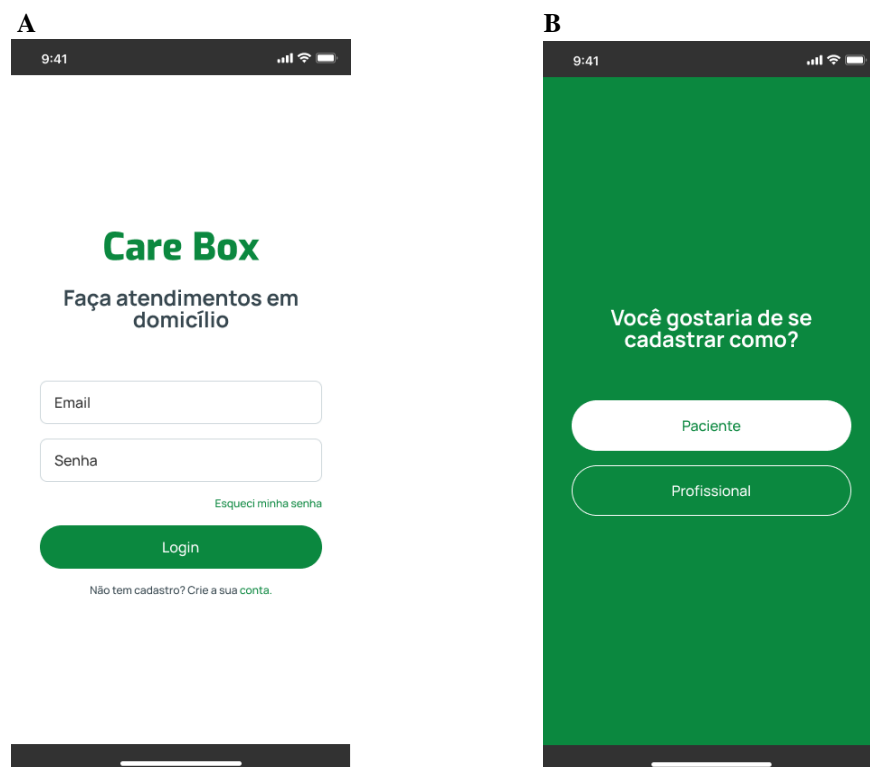 A
9:41
Care Box
Faça atendimentos em
domicílio
Email
Senha
Esqueci minha senha
Login
Não tem cadastro? Crie a sua conta.
B
9:41
Você gostaria de se
cadastrar como?
Paciente
Profissional